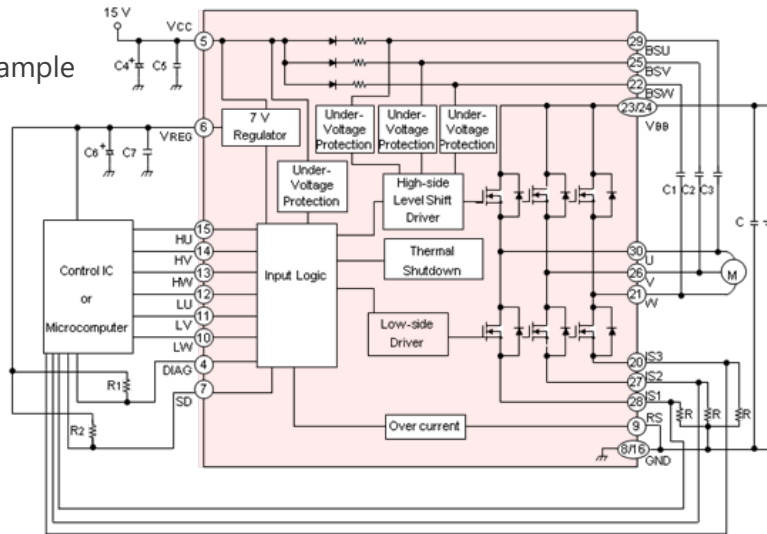 15 V
ample
VCC
5
C4+
C5
29
BSU
25
BSV
22
BSW
23/24
VBB
6
VREG
C6+
C7
7 V
Regulator
Under-
Voltage
Protection
Under-
Voltage
Protection
Under-
Voltage
Protection
Under-
Voltage
Protection
High-side
Level Shift
Driver
C1
C2
C3
C
Control IC
or
Microcomputer
15
HU
14
HV
13
HW
12
LU
11
LV
10
LW
4
DIAG
7
SD
Input Logic
Thermal
Shutdown
Low-side
Driver
30
U
26
V
21
W
M
R1
R2
20
IS3
27
IS2
28
IS1
R
R
R
9
RS
Over current
8/16
GND